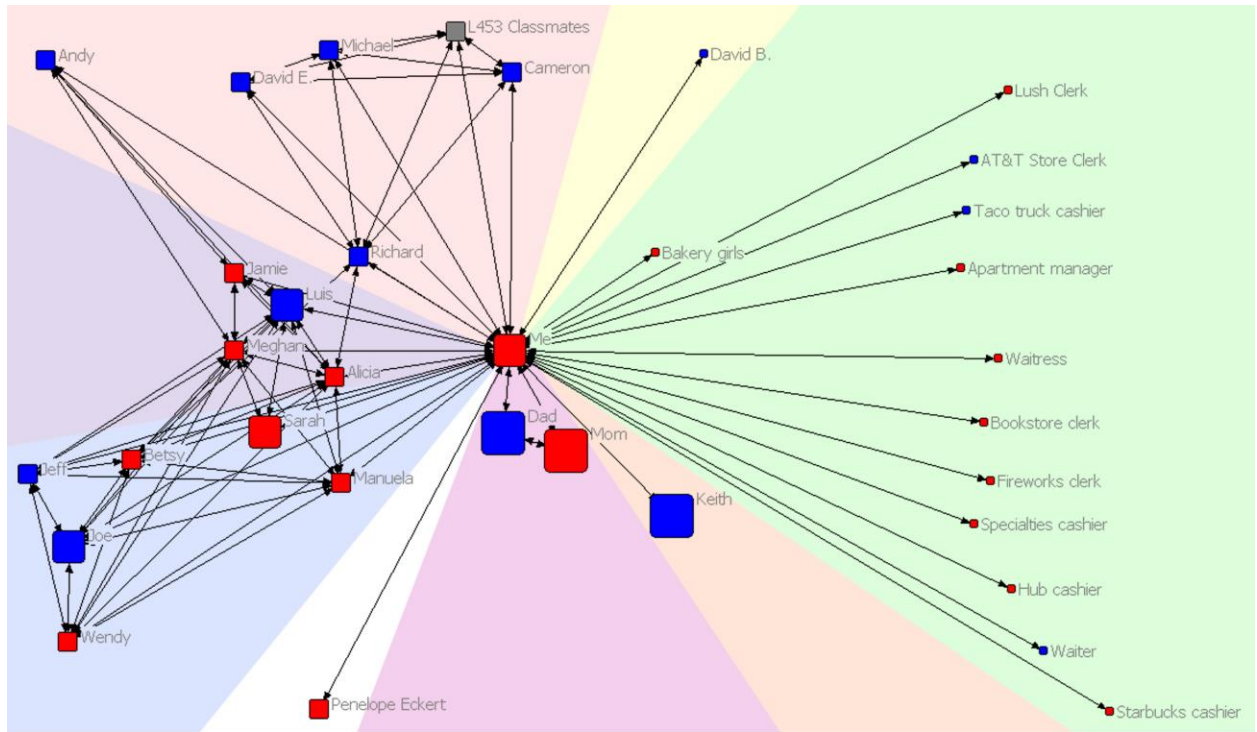 L453 Classmates
Michael
Andy
David B.
Cameron
David E.
Lush Clerk
AT&T Store Clerk
Taco truck cashier
Richard
Bakery girls
Apartment manager
Jamie
Luis
Me
Meghan
Waitress
Alicia
Dad
Sarah
Bookstore clerk
Mom
Betsy
Jeff
Manuela
Fireworks clerk
Keith
Specialties cashier
Joe
Hub cashier
Wendy
Waiter
Penelope Eckert
Starbucks cashier